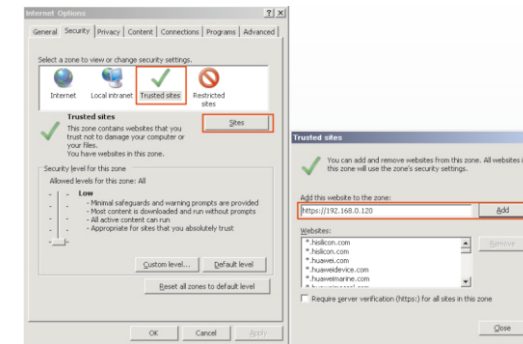 Internet Options
General Security Privacy Content Connections Programs Advanced
Select a zone to view or change security settings.
Internet Local intranet Trusted sites Restricted
sites
Trusted sites
Sites
This zone contains websites that you
trust not to damage your computer or
your files.
You have websites in this zone.
Security level for this zone
Allowed levels for this zone: All
Low
- Minimal safeguards and warning prompts are provided
- Most content is downloaded and run without prompts
- All active content can run
- Appropriate for sites that you absolutely trust
Custom level... Default level
Reset all zones to default level
OK Cancel Apply
Trusted sites
You can add and remove websites from this zone. All websites i
this zone will use the zone's security settings.
Add this website to the zone:
https://192.168.0.120 Add
Websites:
*.hisilicon.com Remove
*.hisilicon.com
*.huawei.com
*.huaweidevice.com
*.huaweimarine.com
Require server verification (https:) for all sites in this zone
Close